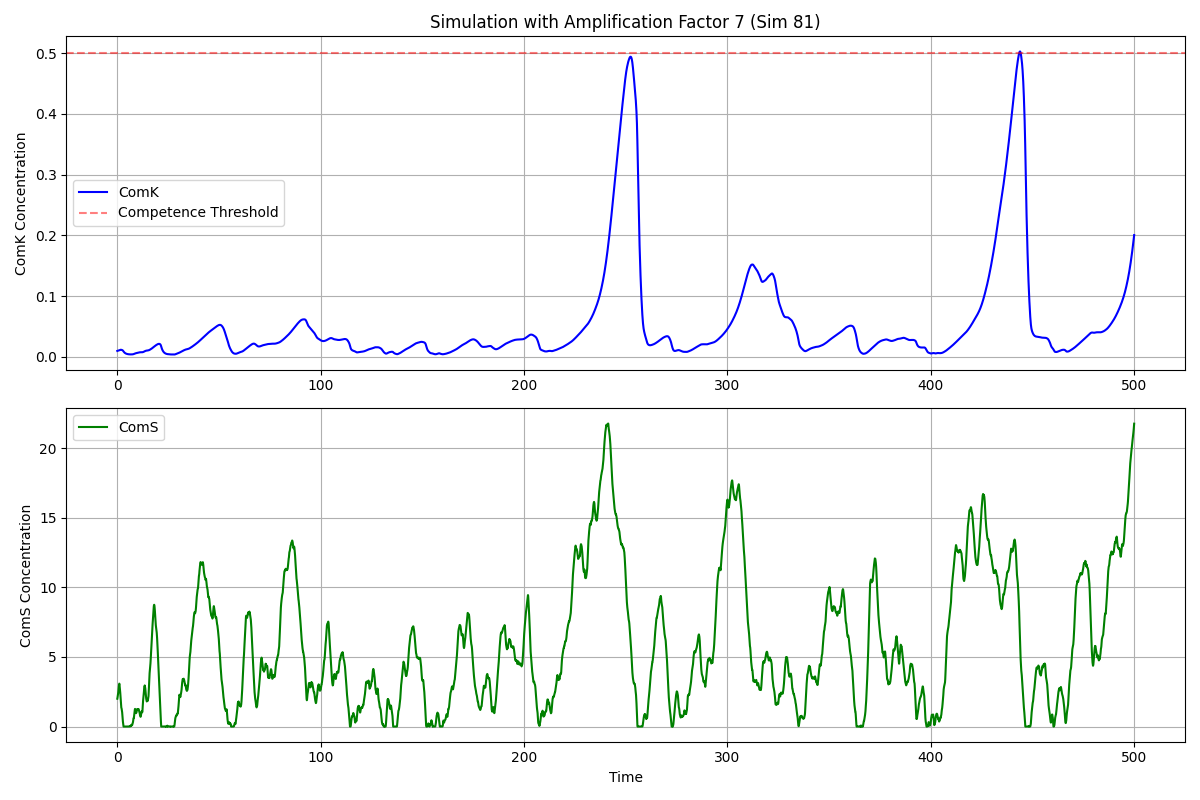 Simulation with Amplification Factor 7 (Sim 81)
ComK Concentration
0.5
0.4
0.3
0.2
0.1
0.0
ComK
Competence Threshold
0 100 200 300 400 500
ComS Concentration
20
15
10
5
0
ComS
0 100 200 300 400 500
Time